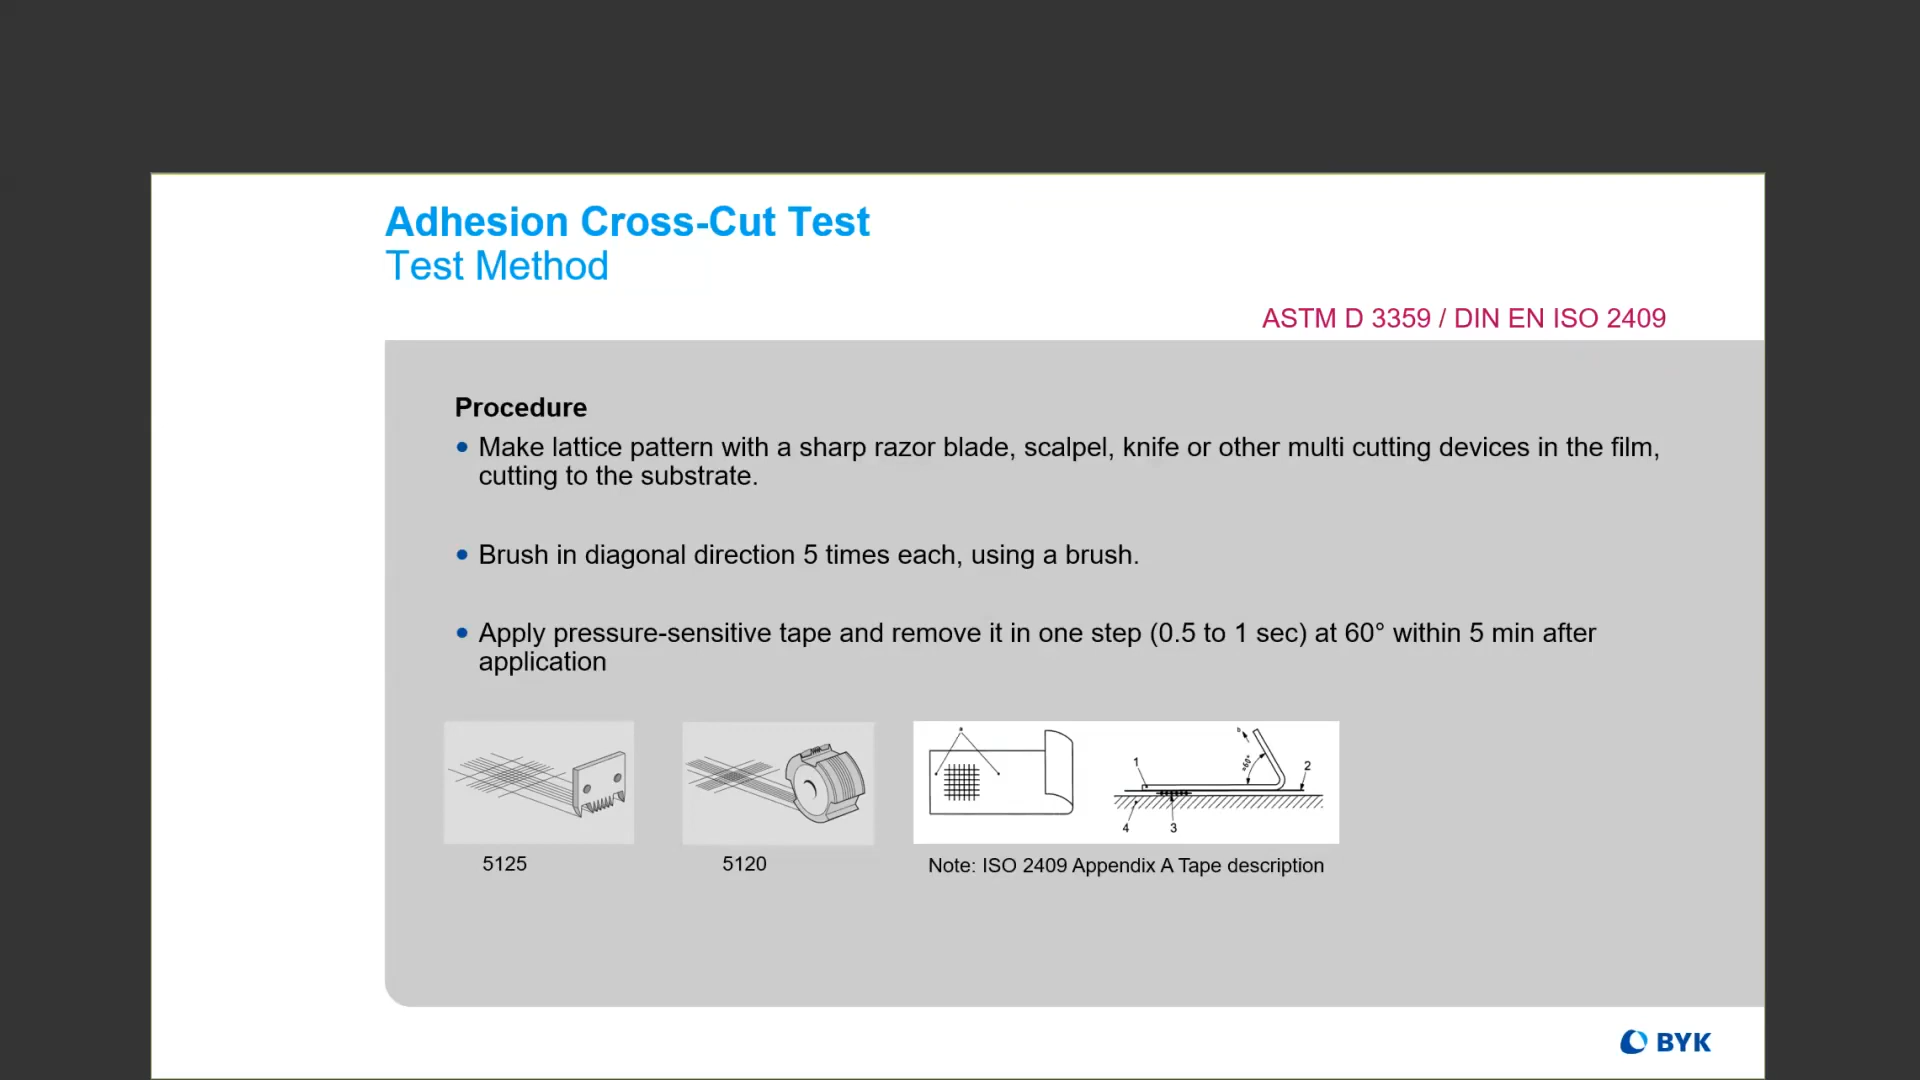 Adhesion Cross-Cut Test
Test Method
ASTM D 3359 / DIN EN ISO 2409
Procedure
• Make lattice pattern with a sharp razor blade, scalpel, knife or other multi cutting devices in the film,
cutting to the substrate.
• Brush in diagonal direction 5 times each, using a brush.
• Apply pressure-sensitive tape and remove it in one step (0.5 to 1 sec) at 60° within 5 min after
application
a
b
1
≈60°
2
4
3
5125
5120
Note: ISO 2409 Appendix A Tape description
BYK